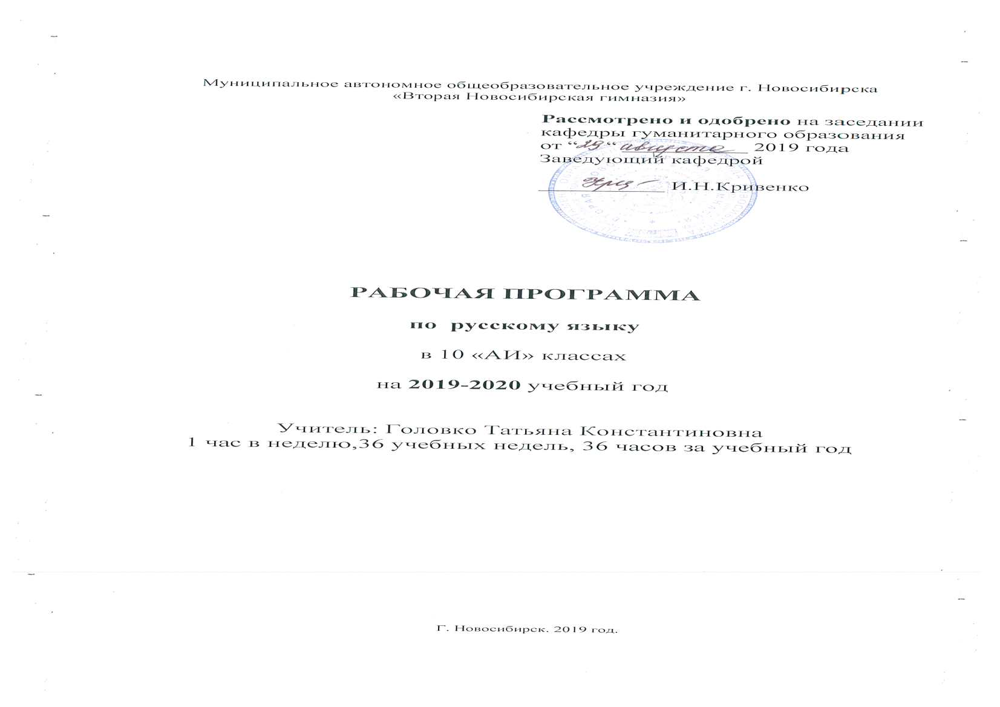 Муниципальное автономное общеобразовательное учреждение г. Новосибирска
«Вторая Новосибирская гимназия»
Рассмотрено и одобрено на заседании
кафедры гуманитарного образования
от “29“ августа 2019 года
Заведующий кафедрой
И.Н.Кривенко
РАБОЧАЯ ПРОГРАММА
по русскому языку
в 10 «АИ» классах
на 2019-2020 учебный год
Учитель: Головко Татьяна Константиновна
1 час в неделю,36 учебных недель, 36 часов за учебный год
Г. Новосибирск. 2019 год.